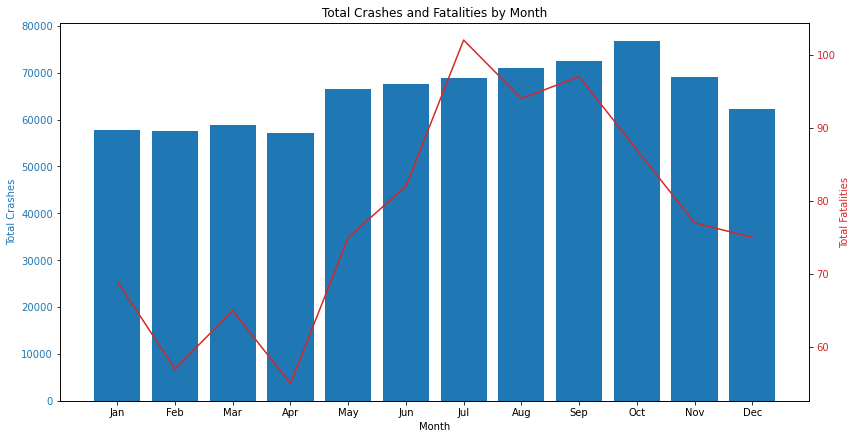 Total Crashes and Fatalities by Month
80000
70000
60000
50000
40000
30000
20000
10000
0
Total Crashes
100
90
80
70
60
Total Fatalities
Jan Feb Mar Apr May Jun Jul Aug Sep Oct Nov Dec
Month